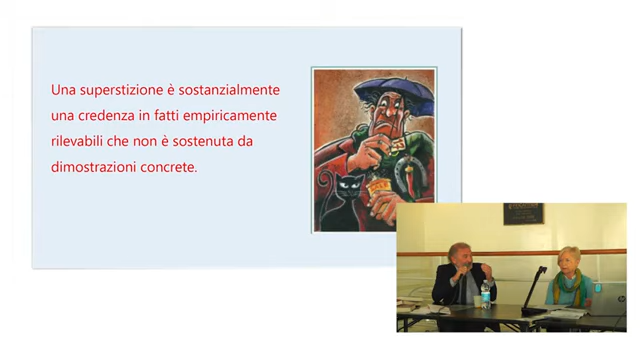 Una superstizione è sostanzialmente
una credenza in fatti empiricamente
rilevabili che non è sostenuta da
dimostrazioni concrete.